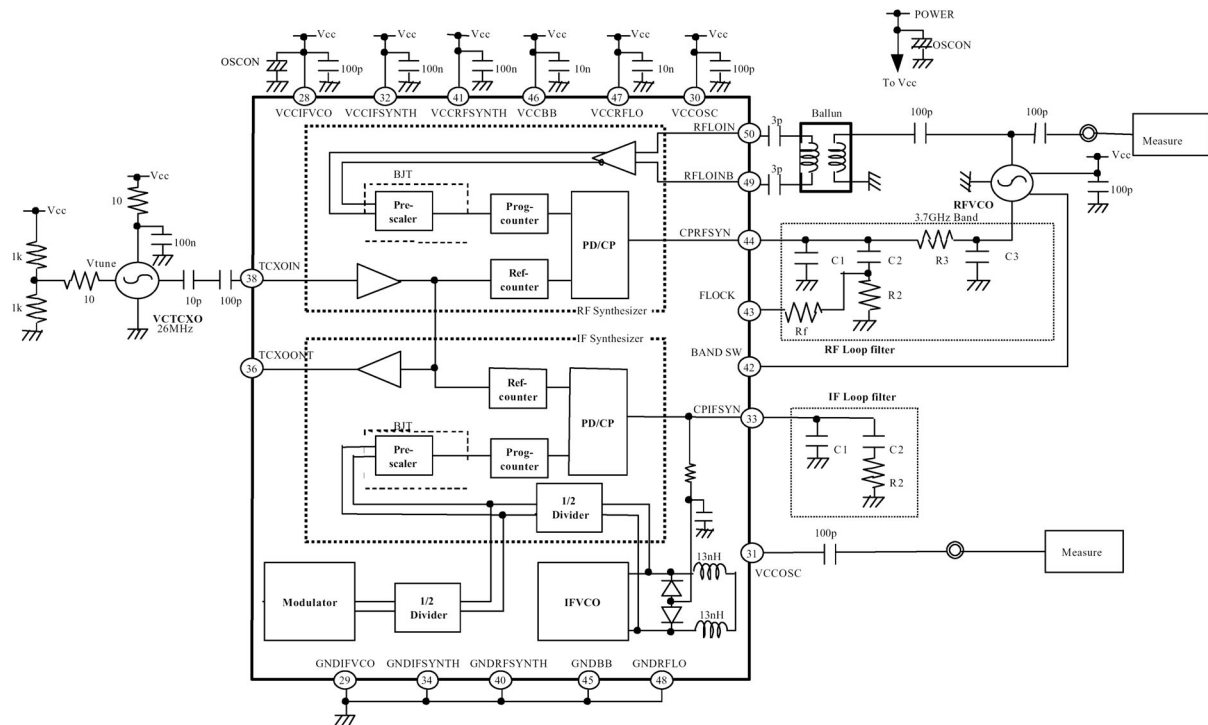 POWER
OSCON
To Vcc
Vcc Vcc Vcc Vcc Vcc Vcc
OSCON
100p 100n 100n 10n 10n 100p
28 32 41 46 47 30
VCCIFVCO VCCIFSYNTH VCCRFSYNTH VCCBB VCCRFLO VCCOSC
RFLOIN 50 3p
Ballun
100p 100p
Measure
RFLOINB 49 3p
Vcc
100p
RFVCO
3.7GHz Band
BJT
Pre-
scaler
Prog-
counter
PD/CP
Ref-
counter
RF Synthesizer
CPRFSYN 44
C1 C2 R3 C3
R2
FLOCK 43
Rf
RF Loop filter
BAND SW
42
Vcc
10
100n
Vcc
1k
Vtune
1k
10
10p 100p
VCTCXO
26MHz
TCXOIN
38
TCXOONT
36
IF Synthesizer
Ref-
counter
PD/CP
BJT
Pre-
scaler
Prog-
counter
1/2
Divider
CPIFSYN
33
IF Loop filter
C1 C2
R2
Modulator
1/2
Divider
IFVCO
13nH
13nH
31
VCCOSC
100p
Measure
GNDIFVCO GNDIFSYNTH GNDRFSYNTH GNDBB GNDRFLO
29 34 40 45 48